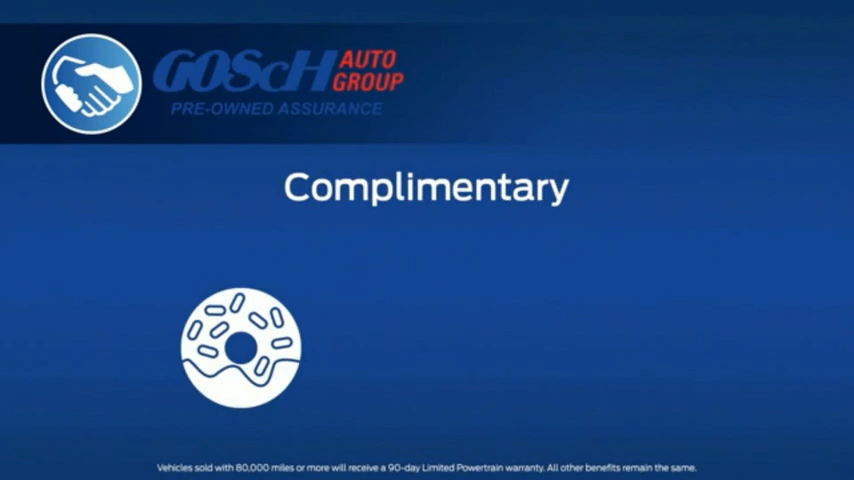 GOSCH AUTO GROUP
PRE-OWNED ASSURANCE
Complimentary
Vehicles sold with 80,000 miles or more will receive a 90-day Limited Powertrain warranty. All other benefits remain the same.